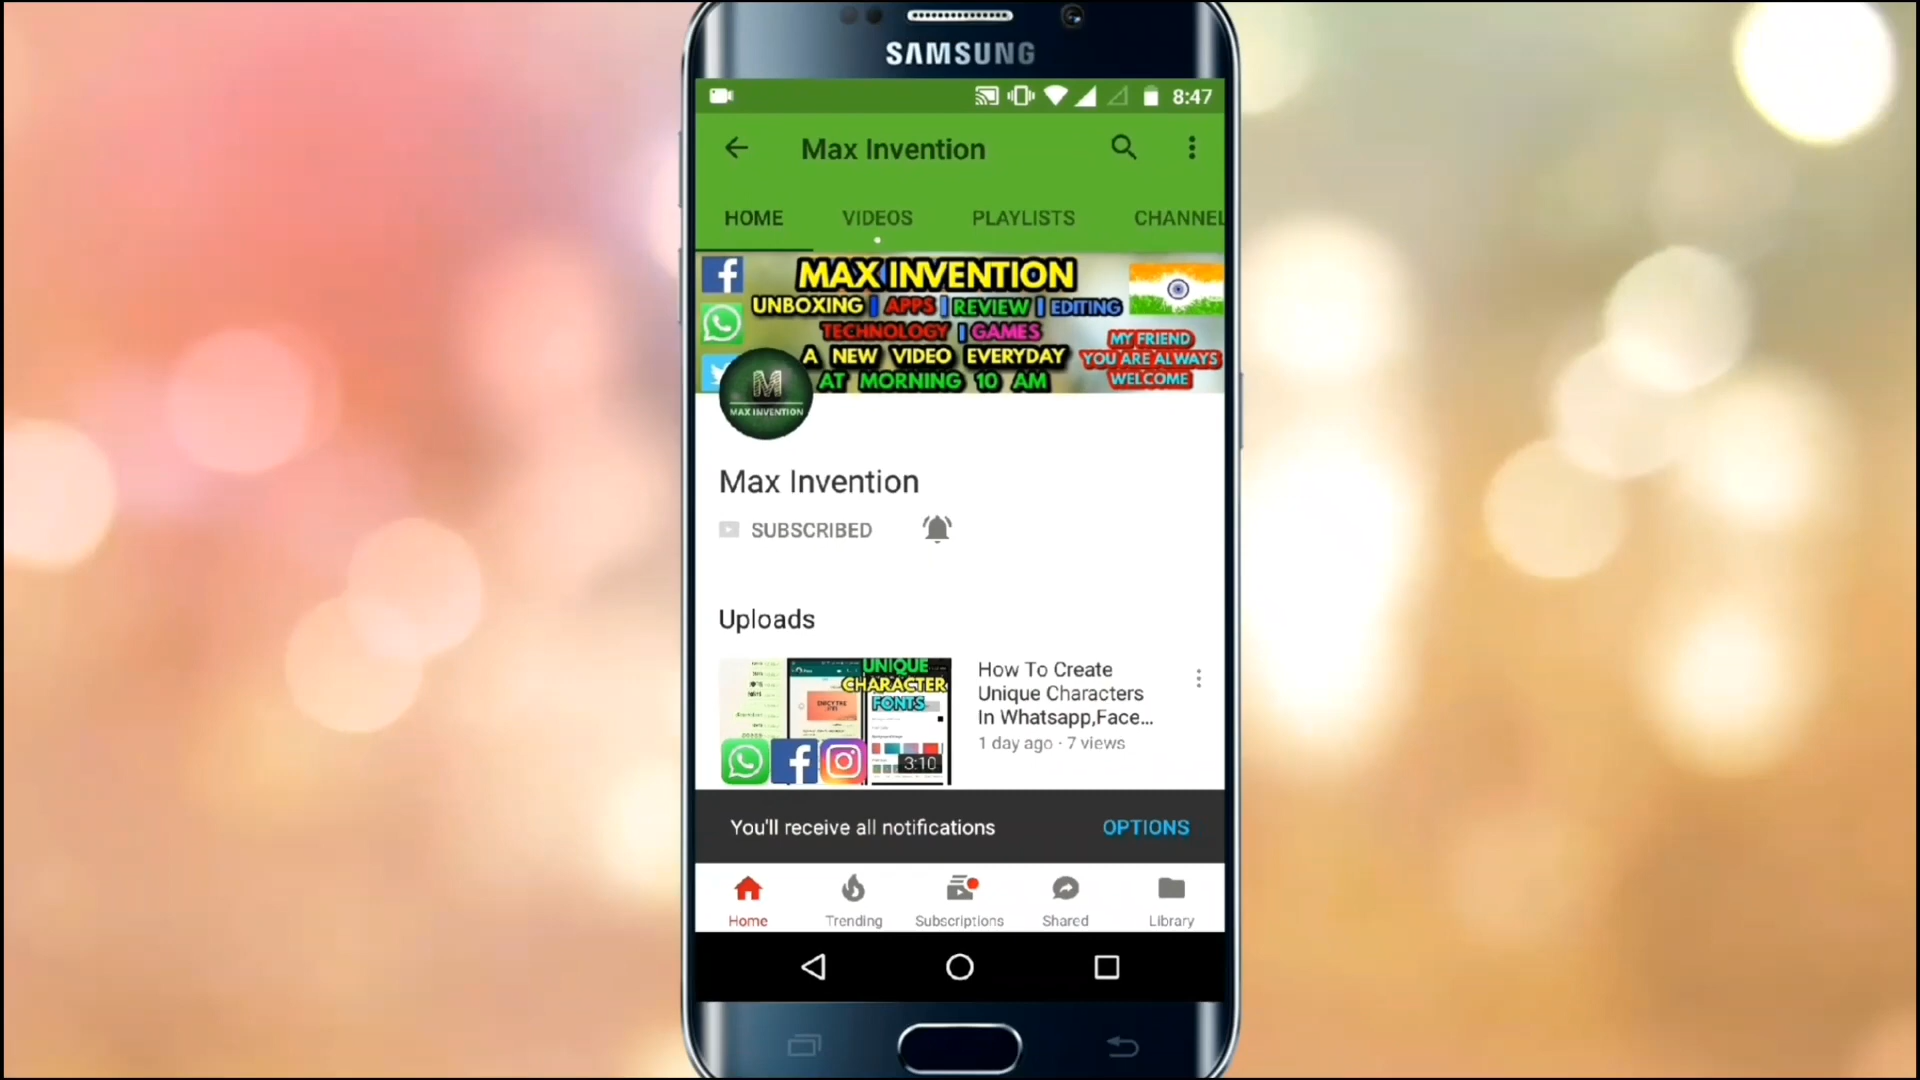 SAMSUNG
8:47
Max Invention
HOME VIDEOS PLAYLISTS CHANNEL
MAX INVENTION
UNBOXING | APPS | REVIEW | EDITING
TECHNOLOGY | GAMES
A NEW VIDEO EVERYDAY
AT MORNING 10 AM
MY FRIEND
YOU ARE ALWAYS
WELCOME
M
MAX INVENTION
Max Invention
SUBSCRIBED
Uploads
UNIQUE
CHARACTER
FONTS
3:10
How To Create
Unique Characters
In Whatsapp,Face...
1 day ago · 7 views
You'll receive all notifications OPTIONS
Home Trending Subscriptions Shared Library